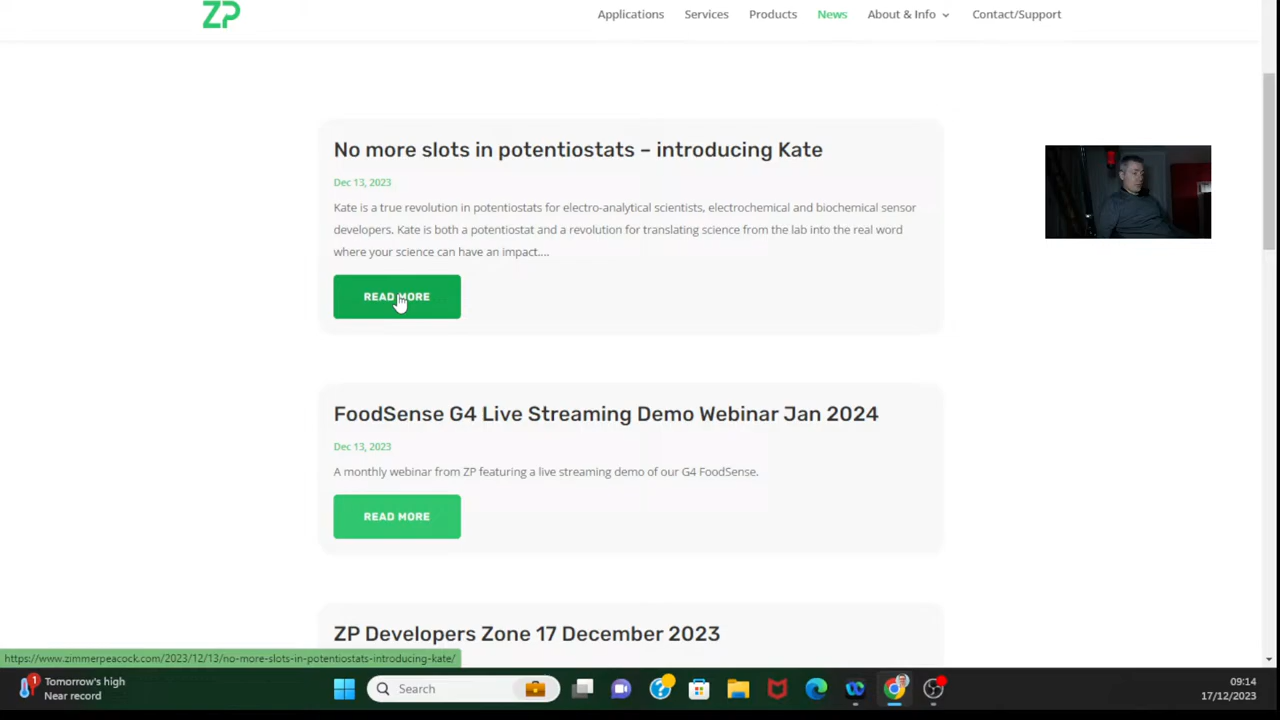 ZP
Applications Services Products News About & Info Contact/Support
No more slots in potentiostats – introducing Kate
Dec 13, 2023
Kate is a true revolution in potentiostats for electro-analytical scientists, electrochemical and biochemical sensor
developers. Kate is both a potentiostat and a revolution for translating science from the lab into the real word
where your science can have an impact....
READ MORE
FoodSense G4 Live Streaming Demo Webinar Jan 2024
Dec 13, 2023
A monthly webinar from ZP featuring a live streaming demo of our G4 FoodSense.
READ MORE
ZP Developers Zone 17 December 2023
https://www.zimmerpeacock.com/2023/12/13/no-more-slots-in-potentiostats-introducing-kate/
1
Tomorrow's high
Near record
Search
09:14
17/12/2023